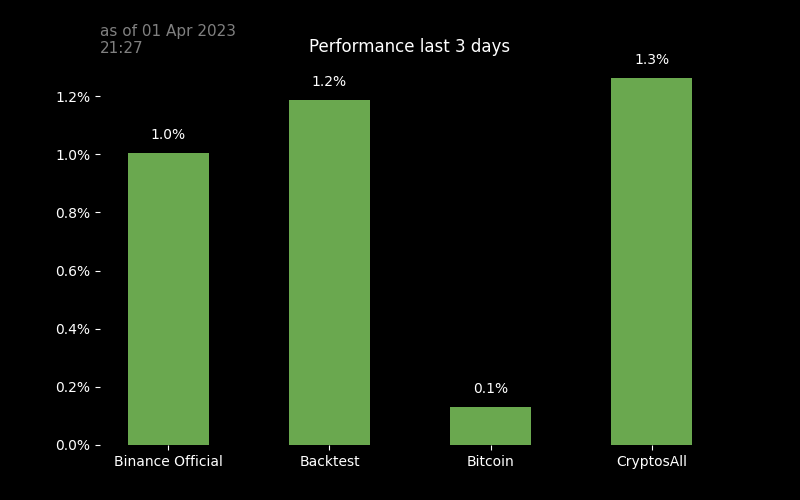 as of 01 Apr 2023
21:27
Performance last 3 days
1.3%
1.2%
1.2%
1.0%
1.0%
0.8%
0.6%
0.4%
0.1%
0.2%
0.0%
Binance Official
Backtest
Bitcoin
CryptosAll